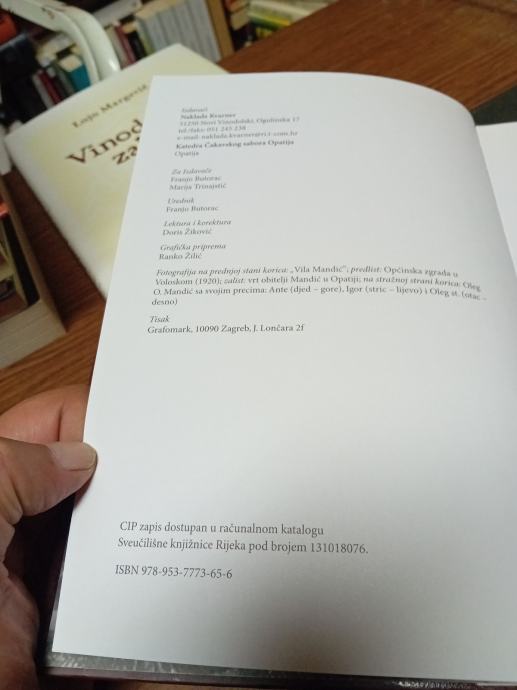 Lujo Margetić
Vinod
za
Izdavači
Naklada Kvarner
51250 Novi Vinodolski, Ogulinska 17
tel./faks: 051 245 238
e-mail: naklada.kvarner@ri.t-com.hr
Katedra Čakavskog sabora Opatija
Opatija
Za Izdavače
Franjo Butorac
Marija Trinajstić
Urednik
Franjo Butorac
Lektura i korektura
Doris Žiković
Grafička priprema
Ranko Žilić
Fotografija na prednjoj stani korica: „Vila Mandić"; predlist: Općinska zgrada u
Voloskom (1920); zalist: vrt obitelji Mandić u Opatiji; na stražnoj strani korica: Oleg
O. Mandić sa svojim precima: Ante (djed – gore), Igor (stric – lijevo) i Oleg st. (otac –
desno)
Tisak
Grafomark, 10090 Zagreb, J. Lončara 2f
CIP zapis dostupan u računalnom katalogu
Sveučilišne knjižnice Rijeka pod brojem 131018076.
ISBN 978-953-7773-65-6